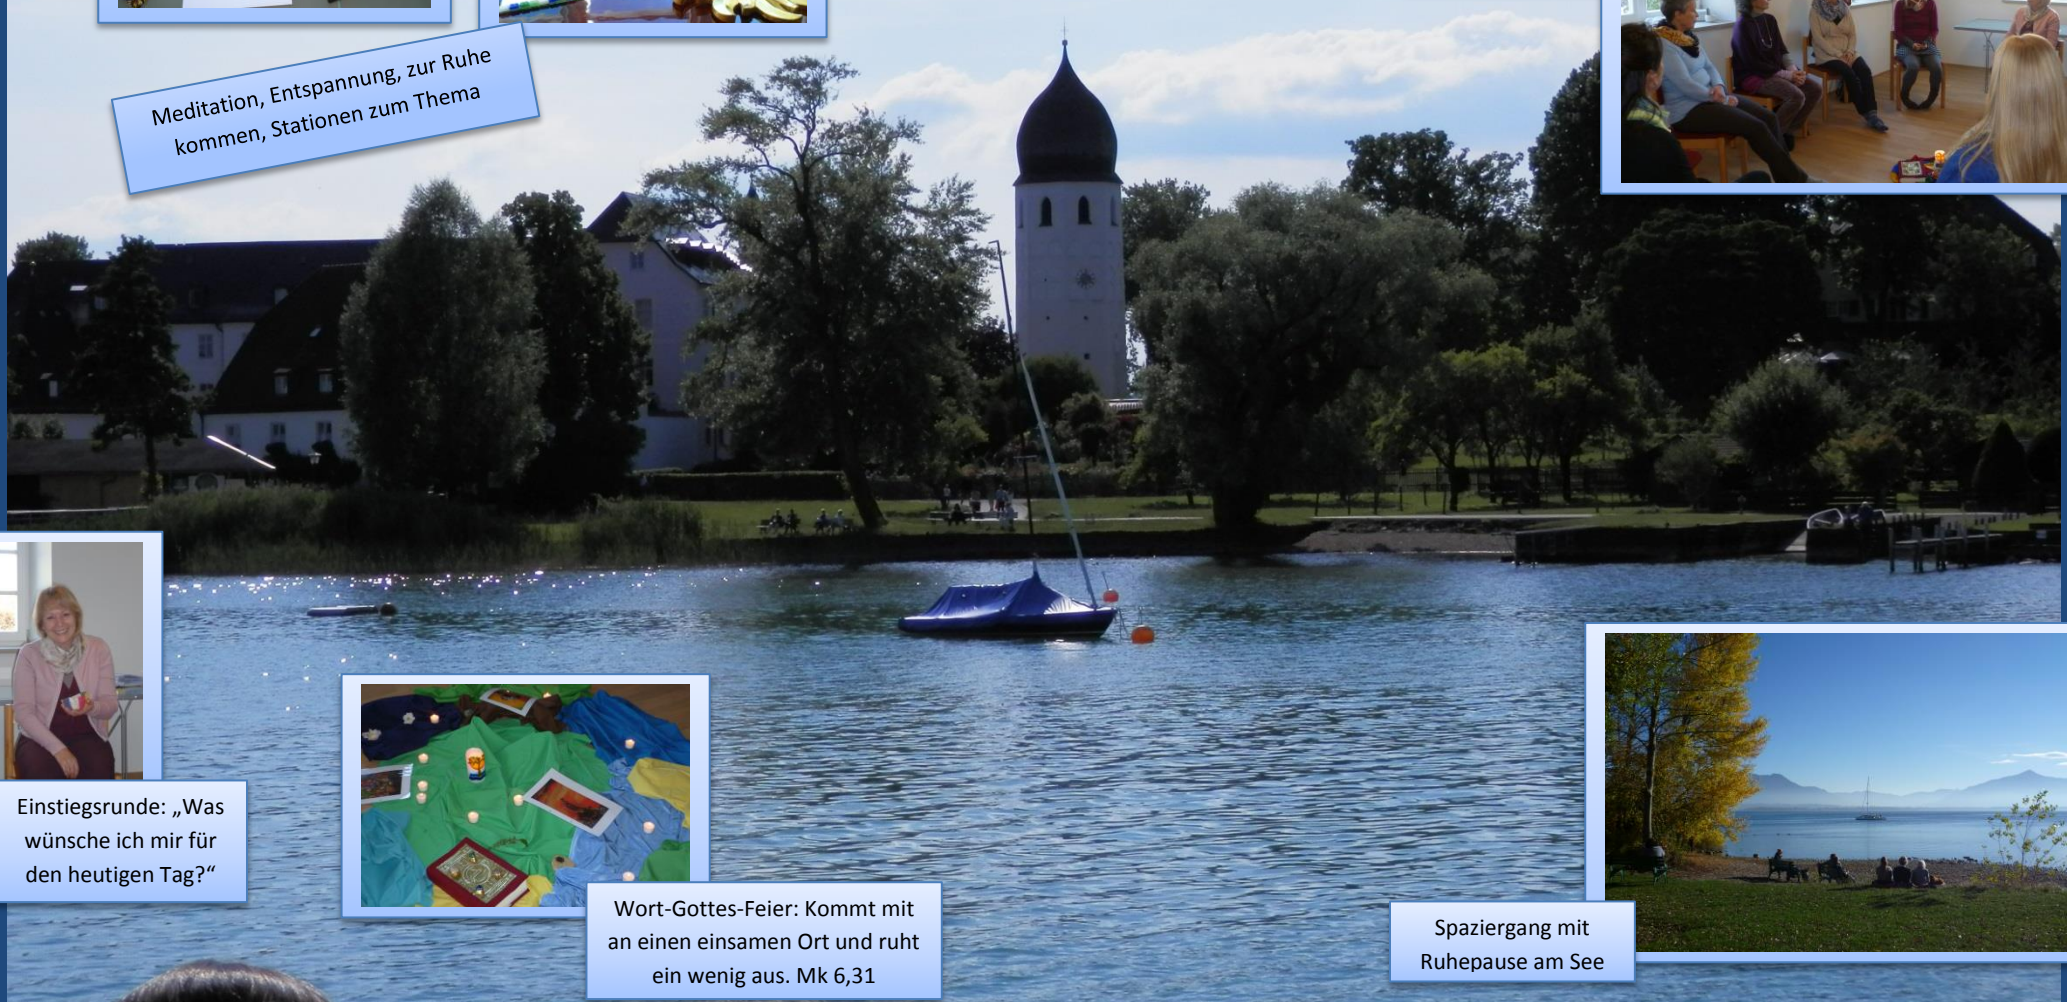 Meditation, Entspannung, zur Ruhe
kommen, Stationen zum Thema
Einstiegsrunde: „Was
wünsche ich mir für
den heutigen Tag?“
Wort-Gottes-Feier: Kommt mit
an einen einsamen Ort und ruht
ein wenig aus. Mk 6,31
Spaziergang mit
Ruhepause am See